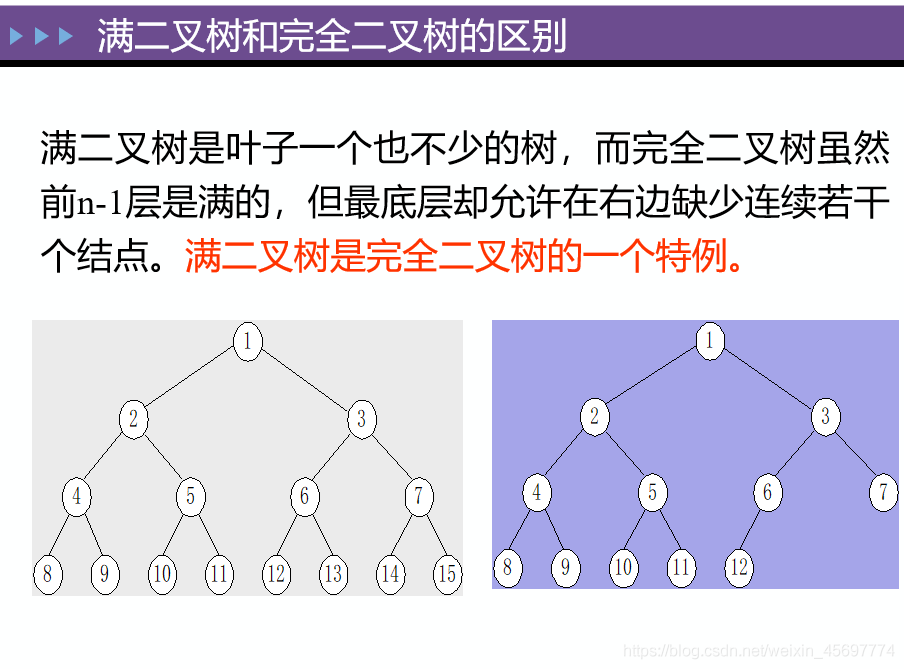 满二叉树和完全二叉树的区别
满二叉树是叶子一个也不少的树，而完全二叉树虽然
前n-1层是满的，但最底层却允许在右边缺少连续若干
个结点。满二叉树是完全二叉树的一个特例。
1
2 3
4 5 6 7
8 9 10 11 12 13 14 15
1
2 3
4 5 6 7
8 9 10 11 12
https://blog.csdn.net/weixin_45697774